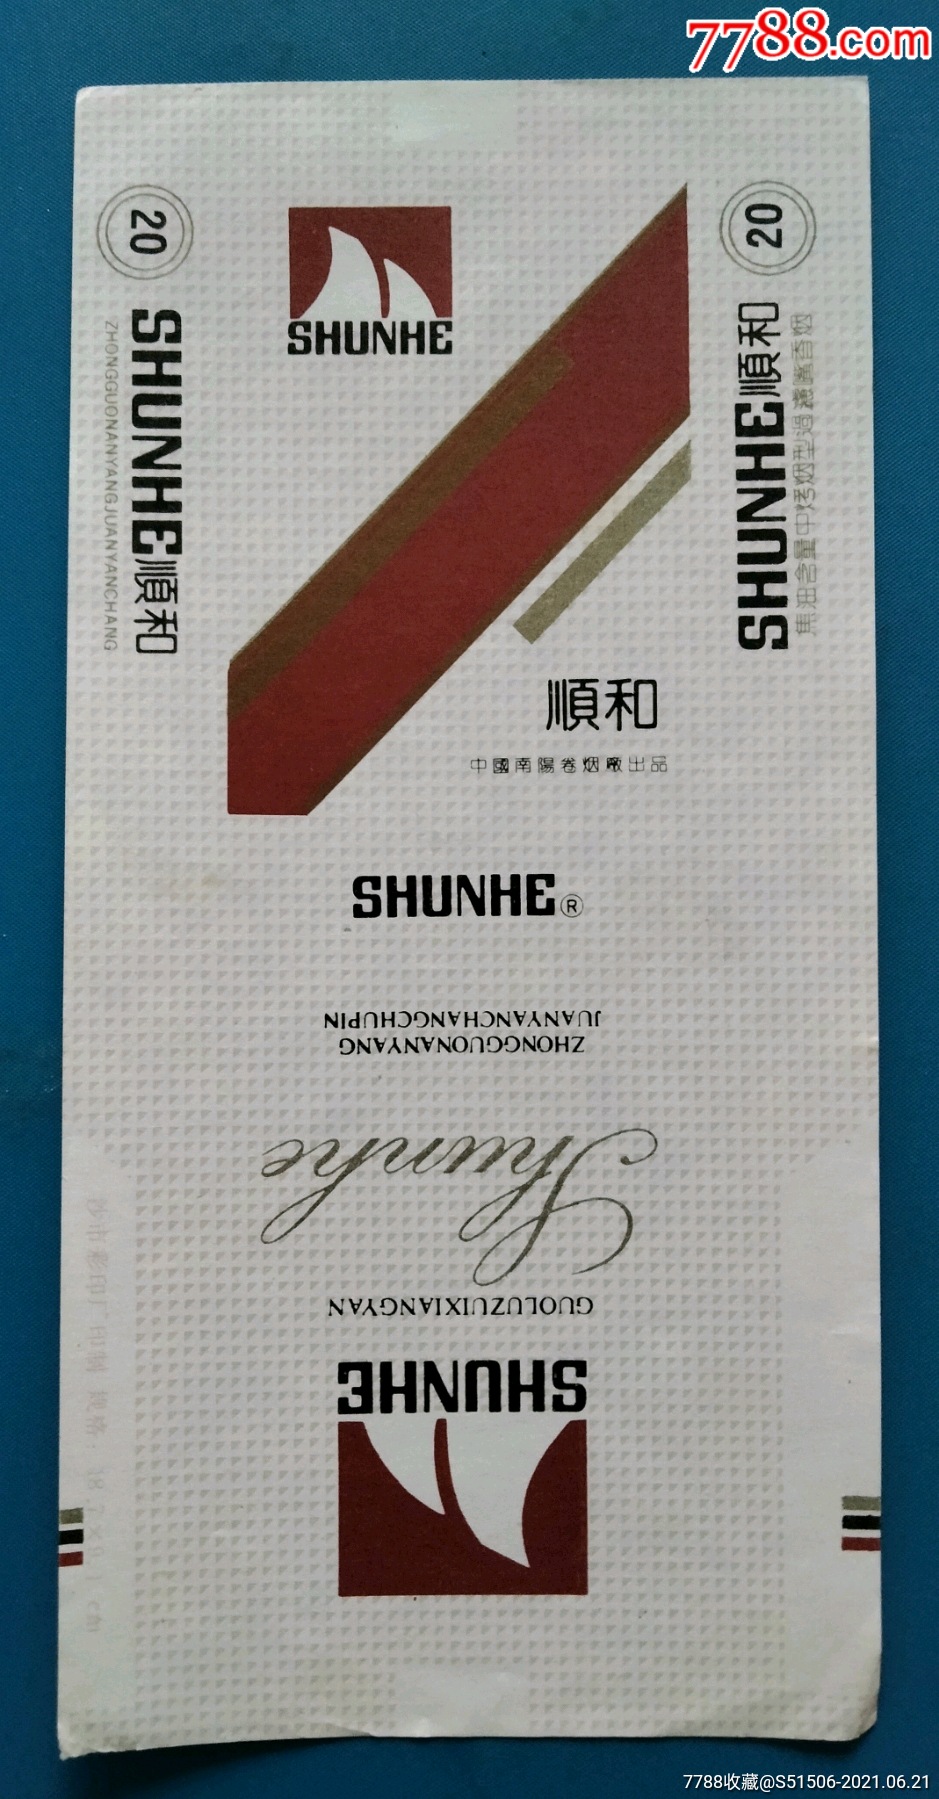 7788.com
20
SHUNHE順和
ZHONGGUONANYANGJUANYANCHANG
SHUNHE
20
SHUNHE順和
焦油含量中烤烟型過濾嘴香烟
順和
中國南陽卷烟廠出品
SHUNHE®
ZHONGGUONANYANG
JUANYANCHANGCHUPIN
Shunhe
GUOLUZUIXIANGYAN
SHUNHE
7788收藏@S51506-2021.06.21